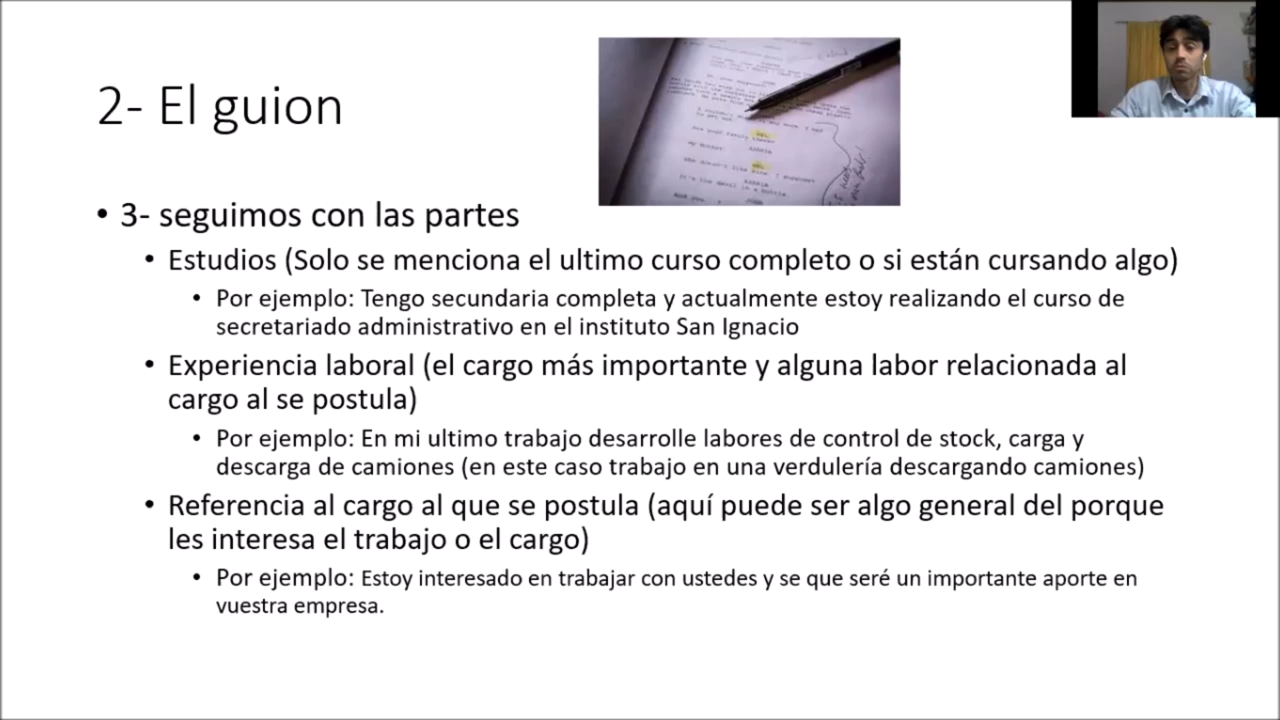 2- El guion
• 3- seguimos con las partes
• Estudios (Solo se menciona el ultimo curso completo o si están cursando algo)
• Por ejemplo: Tengo secundaria completa y actualmente estoy realizando el curso de
secretariado administrativo en el instituto San Ignacio
• Experiencia laboral (el cargo más importante y alguna labor relacionada al
cargo al se postula)
• Por ejemplo: En mi ultimo trabajo desarrolle labores de control de stock, carga y
descarga de camiones (en este caso trabajo en una verdulería descargando camiones)
• Referencia al cargo al que se postula (aquí puede ser algo general del porque
les interesa el trabajo o el cargo)
• Por ejemplo: Estoy interesado en trabajar con ustedes y se que seré un importante aporte en
vuestra empresa.